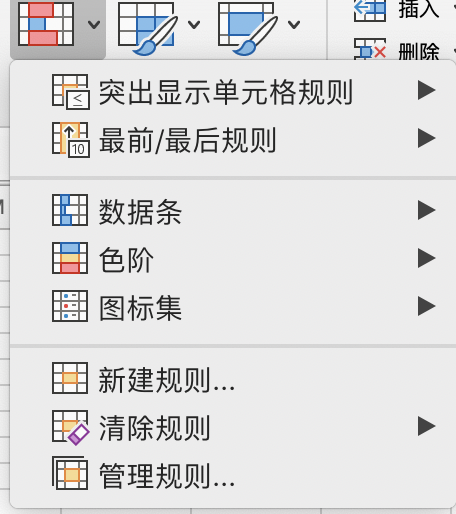 插入
删除
突出显示单元格规则
≤
最前/最后规则
10
数据条
色阶
图标集
新建规则...
清除规则
管理规则...